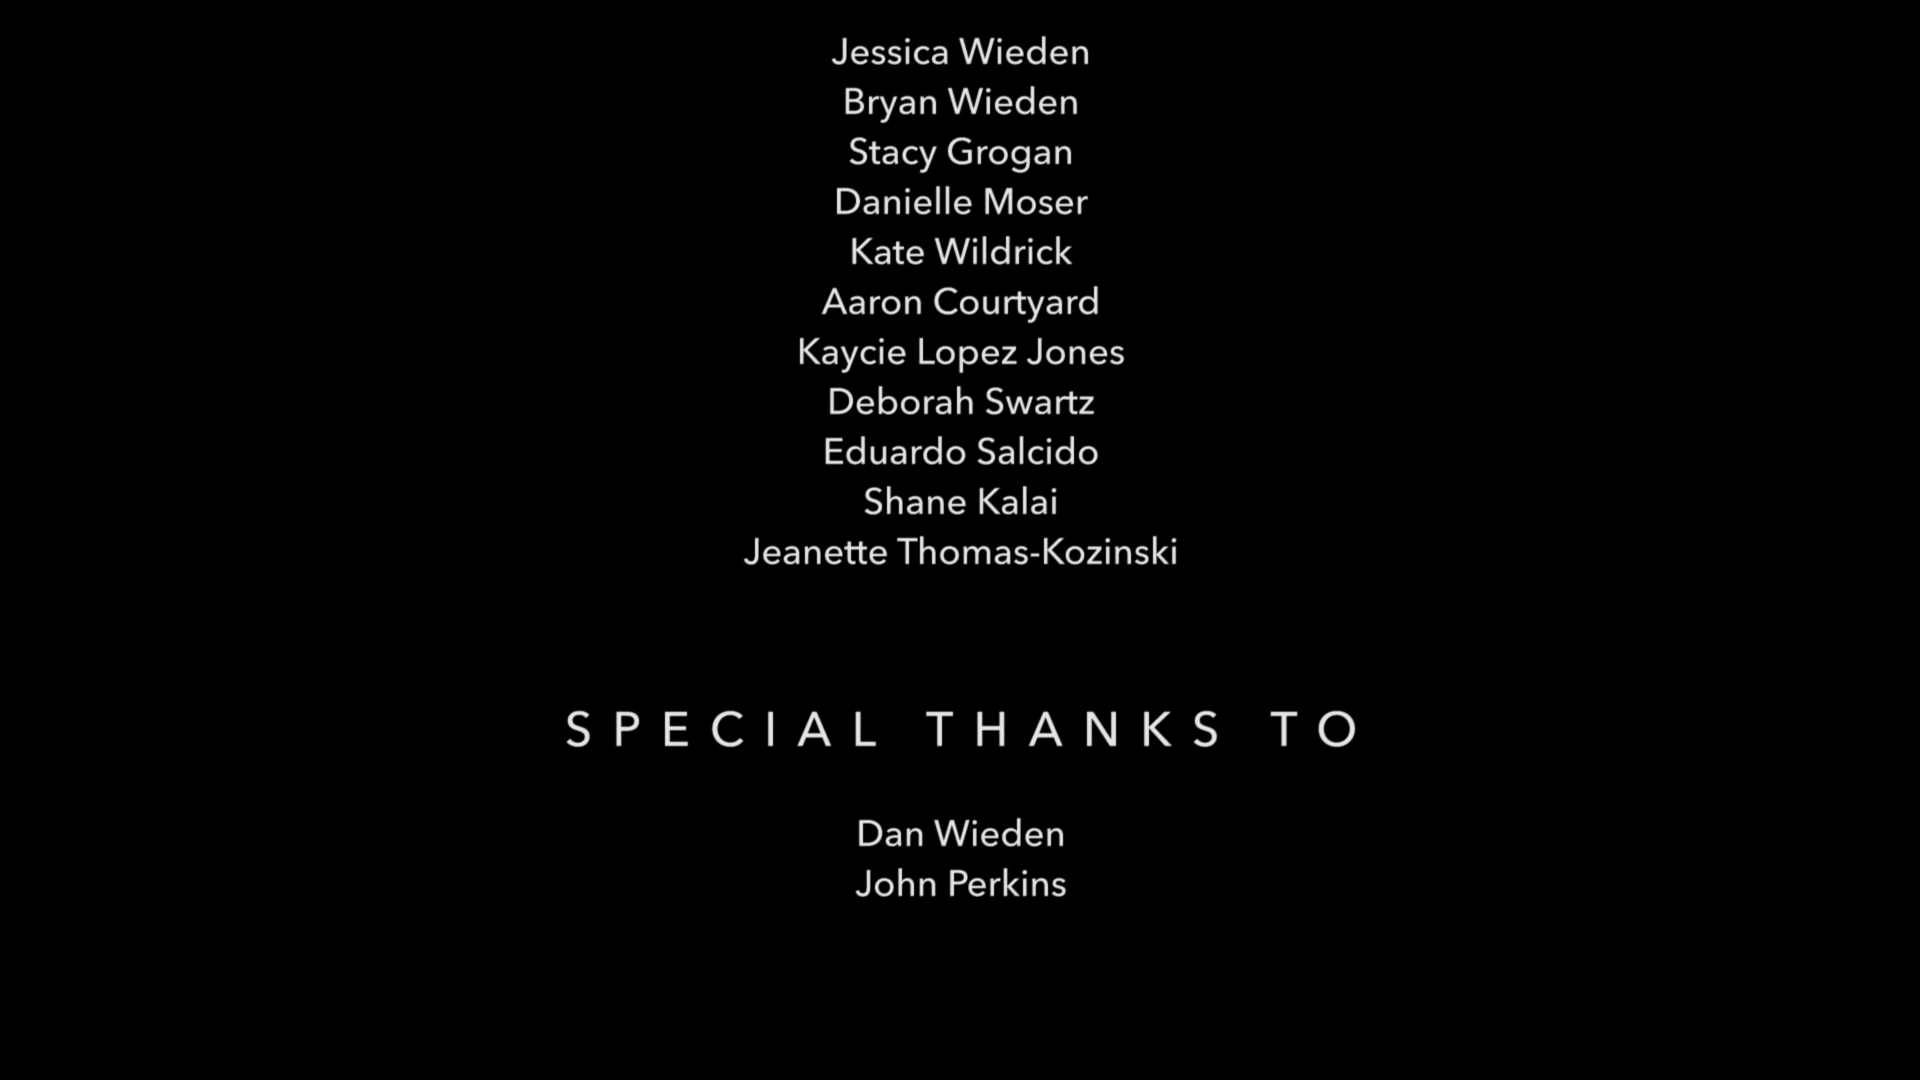 Jessica Wieden
Bryan Wieden
Stacy Grogan
Danielle Moser
Kate Wildrick
Aaron Courtyard
Kaycie Lopez Jones
Deborah Swartz
Eduardo Salcido
Shane Kalai
Jeanette Thomas-Kozinski
SPECIAL THANKS TO
Dan Wieden
John Perkins